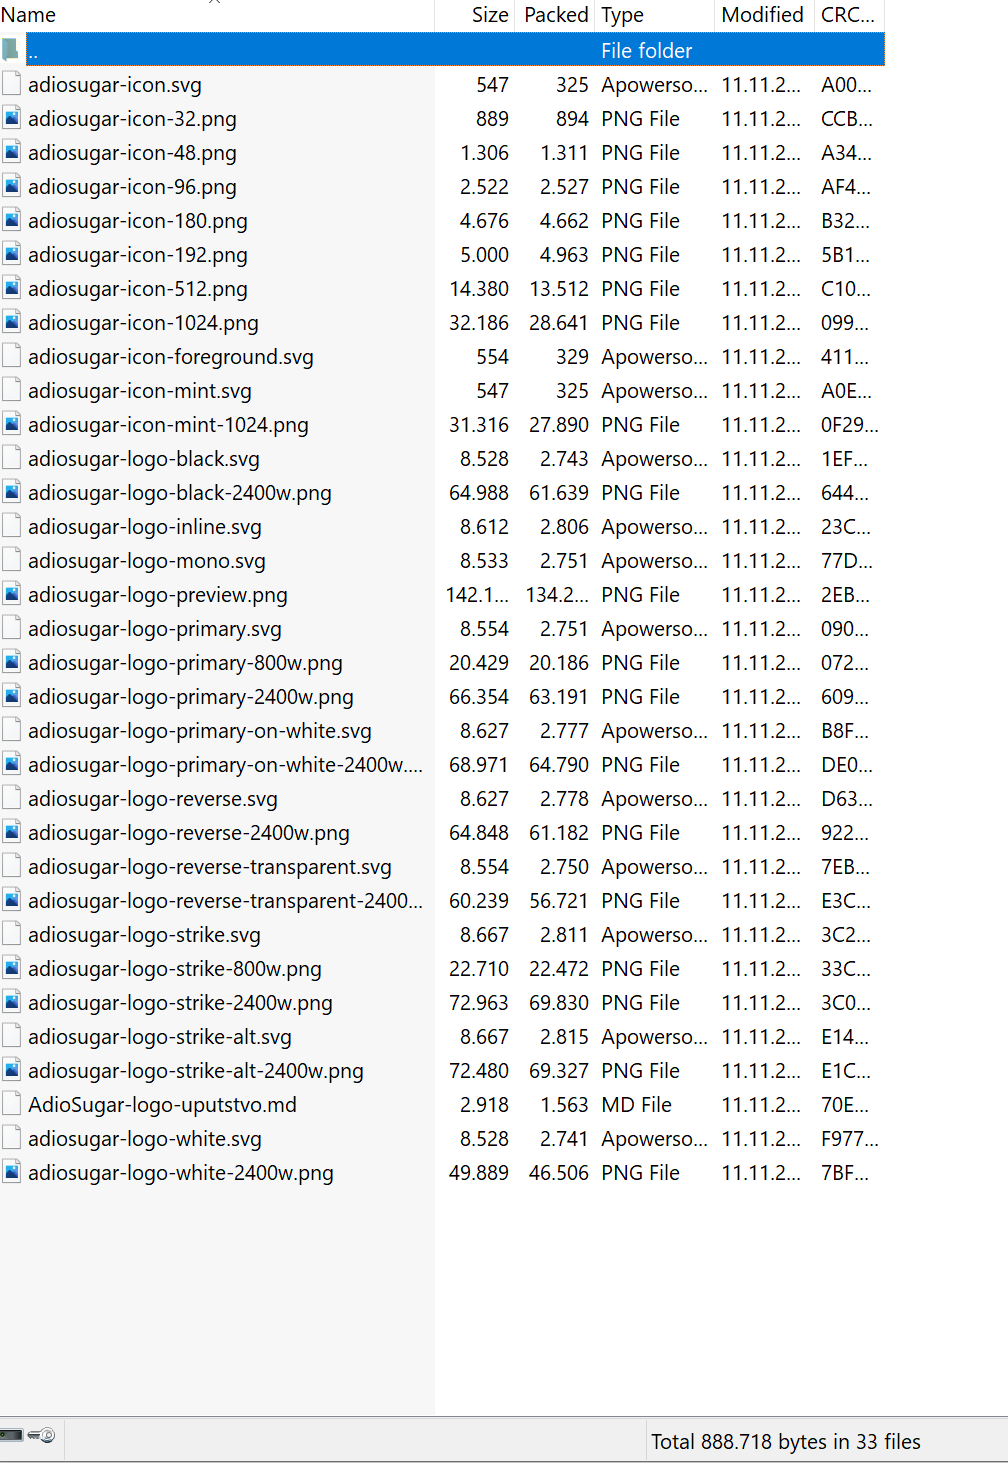 Name Size Packed Type Modified CRC...
.. File folder
adiosugar-icon.svg 547 325 Apowerso... 11.11.2... A00...
adiosugar-icon-32.png 889 894 PNG File 11.11.2... CCB...
adiosugar-icon-48.png 1.306 1.311 PNG File 11.11.2... A34...
adiosugar-icon-96.png 2.522 2.527 PNG File 11.11.2... AF4...
adiosugar-icon-180.png 4.676 4.662 PNG File 11.11.2... B32...
adiosugar-icon-192.png 5.000 4.963 PNG File 11.11.2... 5B1...
adiosugar-icon-512.png 14.380 13.512 PNG File 11.11.2... C10...
adiosugar-icon-1024.png 32.186 28.641 PNG File 11.11.2... 099...
adiosugar-icon-foreground.svg 554 329 Apowerso... 11.11.2... 411...
adiosugar-icon-mint.svg 547 325 Apowerso... 11.11.2... A0E...
adiosugar-icon-mint-1024.png 31.316 27.890 PNG File 11.11.2... 0F29...
adiosugar-logo-black.svg 8.528 2.743 Apowerso... 11.11.2... 1EF...
adiosugar-logo-black-2400w.png 64.988 61.639 PNG File 11.11.2... 644...
adiosugar-logo-inline.svg 8.612 2.806 Apowerso... 11.11.2... 23C...
adiosugar-logo-mono.svg 8.533 2.751 Apowerso... 11.11.2... 77D...
adiosugar-logo-preview.png 142.1... 134.2... PNG File 11.11.2... 2EB...
adiosugar-logo-primary.svg 8.554 2.751 Apowerso... 11.11.2... 090...
adiosugar-logo-primary-800w.png 20.429 20.186 PNG File 11.11.2... 072...
adiosugar-logo-primary-2400w.png 66.354 63.191 PNG File 11.11.2... 609...
adiosugar-logo-primary-on-white.svg 8.627 2.777 Apowerso... 11.11.2... B8F...
adiosugar-logo-primary-on-white-2400w.... 68.971 64.790 PNG File 11.11.2... DE0...
adiosugar-logo-reverse.svg 8.627 2.778 Apowerso... 11.11.2... D63...
adiosugar-logo-reverse-2400w.png 64.848 61.182 PNG File 11.11.2... 922...
adiosugar-logo-reverse-transparent.svg 8.554 2.750 Apowerso... 11.11.2... 7EB...
adiosugar-logo-reverse-transparent-2400... 60.239 56.721 PNG File 11.11.2... E3C...
adiosugar-logo-strike.svg 8.667 2.811 Apowerso... 11.11.2... 3C2...
adiosugar-logo-strike-800w.png 22.710 22.472 PNG File 11.11.2... 33C...
adiosugar-logo-strike-2400w.png 72.963 69.830 PNG File 11.11.2... 3C0...
adiosugar-logo-strike-alt.svg 8.667 2.815 Apowerso... 11.11.2... E14...
adiosugar-logo-strike-alt-2400w.png 72.480 69.327 PNG File 11.11.2... E1C...
AdioSugar-logo-uputstvo.md 2.918 1.563 MD File 11.11.2... 70E...
adiosugar-logo-white.svg 8.528 2.741 Apowerso... 11.11.2... F977...
adiosugar-logo-white-2400w.png 49.889 46.506 PNG File 11.11.2... 7BF...
Total 888.718 bytes in 33 files